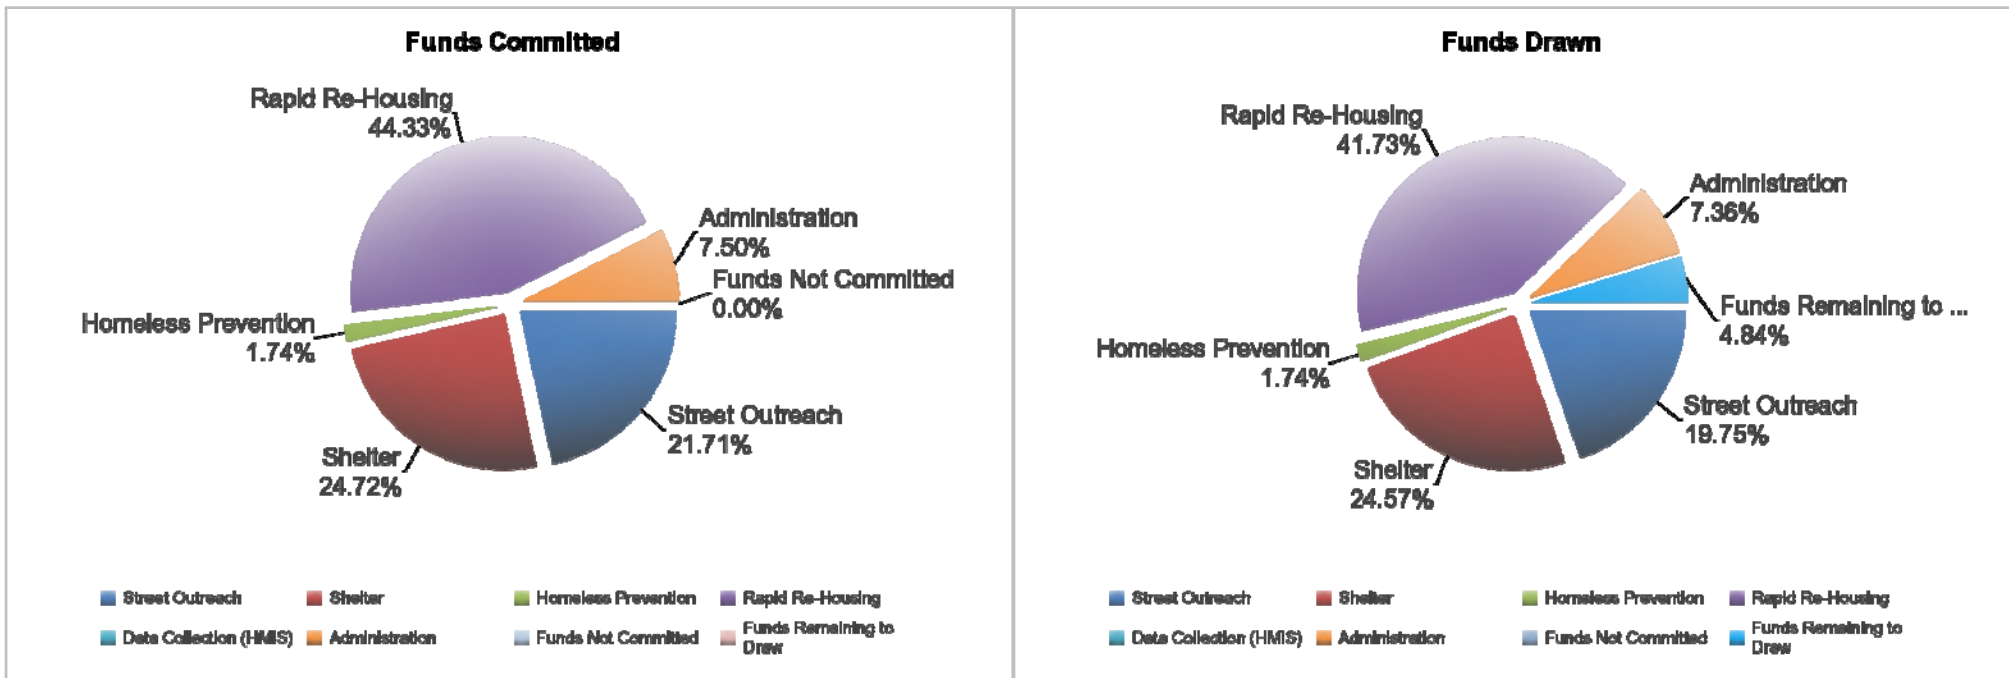 Funds Committed
Rapid Re-Housing
44.33%
Administration
7.50%
Funds Not Committed
0.00%
Homeless Prevention
1.74%
Street Outreach
21.71%
Shelter
24.72%
Street Outreach
Shelter
Homeless Prevention
Rapid Re-Housing
Data Collection (HMIS)
Administration
Funds Not Committed
Funds Remaining to
Draw
Funds Drawn
Rapid Re-Housing
41.73%
Administration
7.36%
Funds Remaining to ...
4.84%
Homeless Prevention
1.74%
Street Outreach
19.75%
Shelter
24.57%
Street Outreach
Shelter
Homeless Prevention
Rapid Re-Housing
Data Collection (HMIS)
Administration
Funds Not Committed
Funds Remaining to
Draw